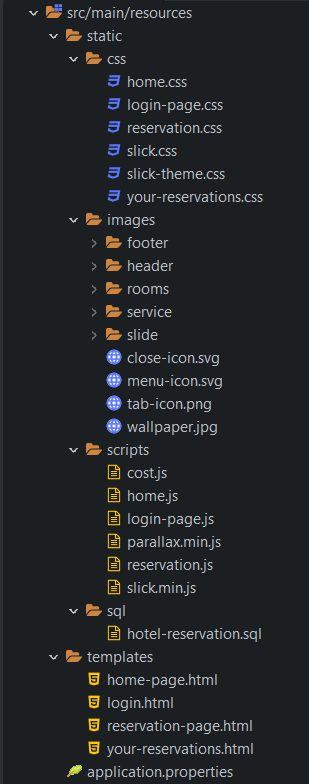 src/main/resources
static
css
home.css
login-page.css
reservation.css
slick.css
slick-theme.css
your-reservations.css
images
footer
header
rooms
service
slide
close-icon.svg
menu-icon.svg
tab-icon.png
wallpaper.jpg
scripts
cost.js
home.js
login-page.js
parallax.min.js
reservation.js
slick.min.js
sql
hotel-reservation.sql
templates
home-page.html
login.html
reservation-page.html
your-reservations.html
application.properties